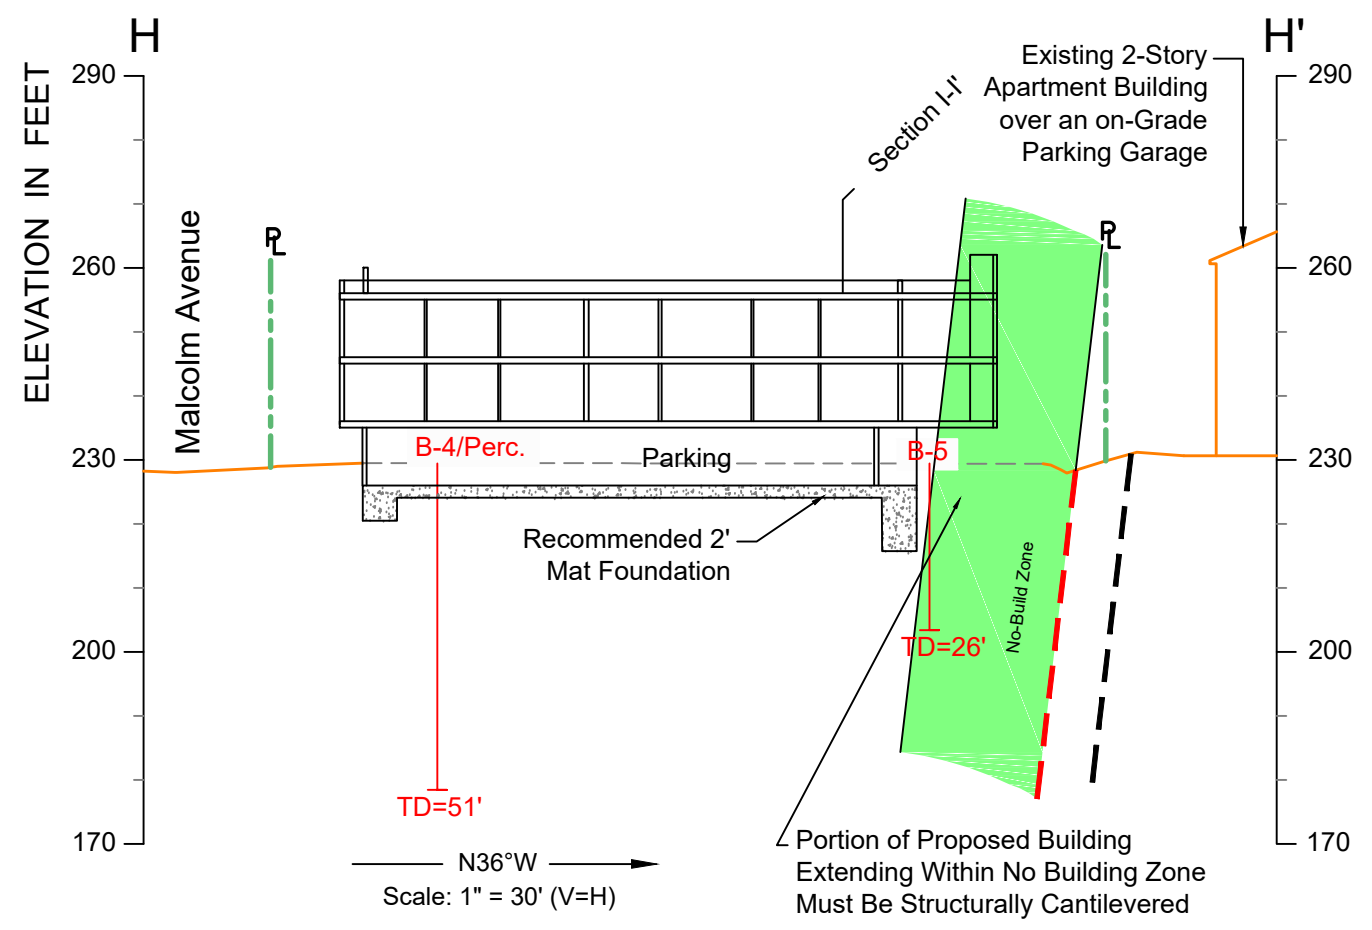 H
H'
ELEVATION IN FEET
290
260
230
200
170
Malcolm Avenue
PL
Section I-I'
Existing 2-Story
Apartment Building
over an on-Grade
Parking Garage
290
260
230
200
170
PL
B-4/Perc.
Parking
B-5
Recommended 2'
Mat Foundation
No-Build Zone
TD=26'
TD=51'
N36°W
Scale: 1" = 30' (V=H)
Portion of Proposed Building
Extending Within No Building Zone
Must Be Structurally Cantilevered